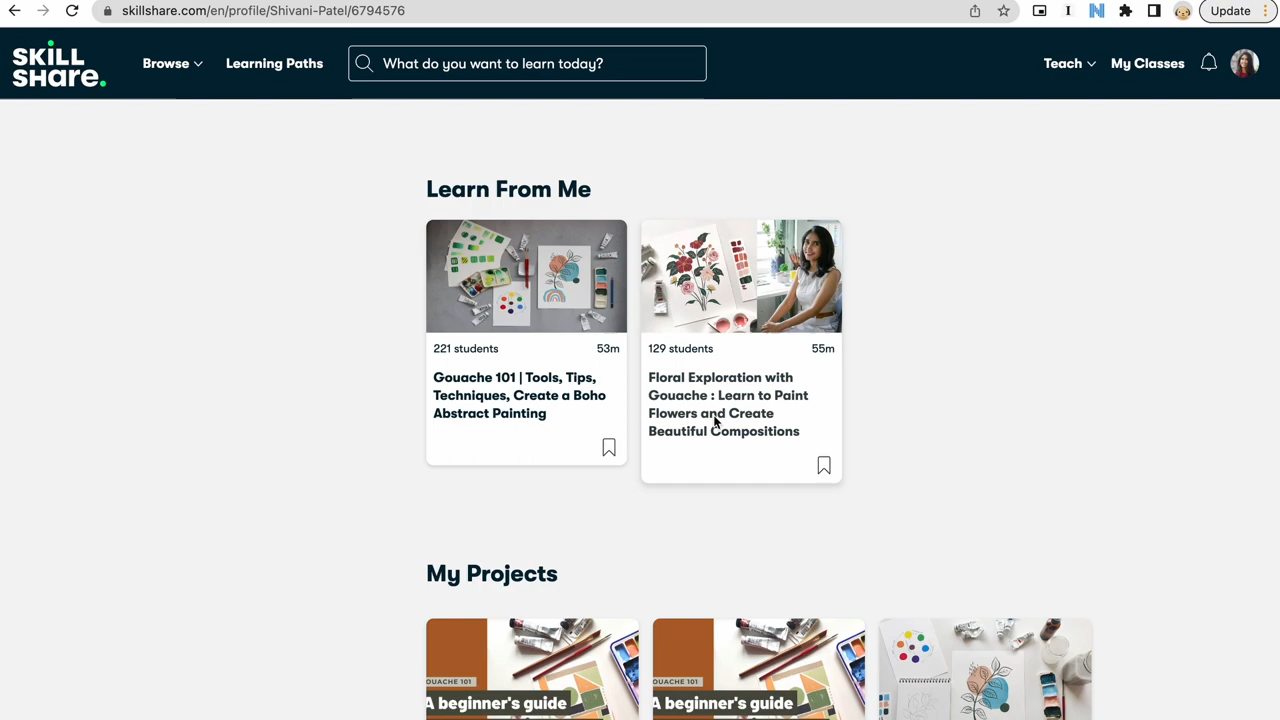 skillshare.com/en/profile/Shivani-Patel/6794576
Update
SKILL
SHARE.
Browse
Learning Paths
What do you want to learn today?
Teach
My Classes
Learn From Me
221 students
53m
Gouache 101 | Tools, Tips,
Techniques, Create a Boho
Abstract Painting
129 students
55m
Floral Exploration with
Gouache : Learn to Paint
Flowers and Create
Beautiful Compositions
My Projects
OUACHE 101
A beginner's guide
OUACHE 101
A beginner's guide